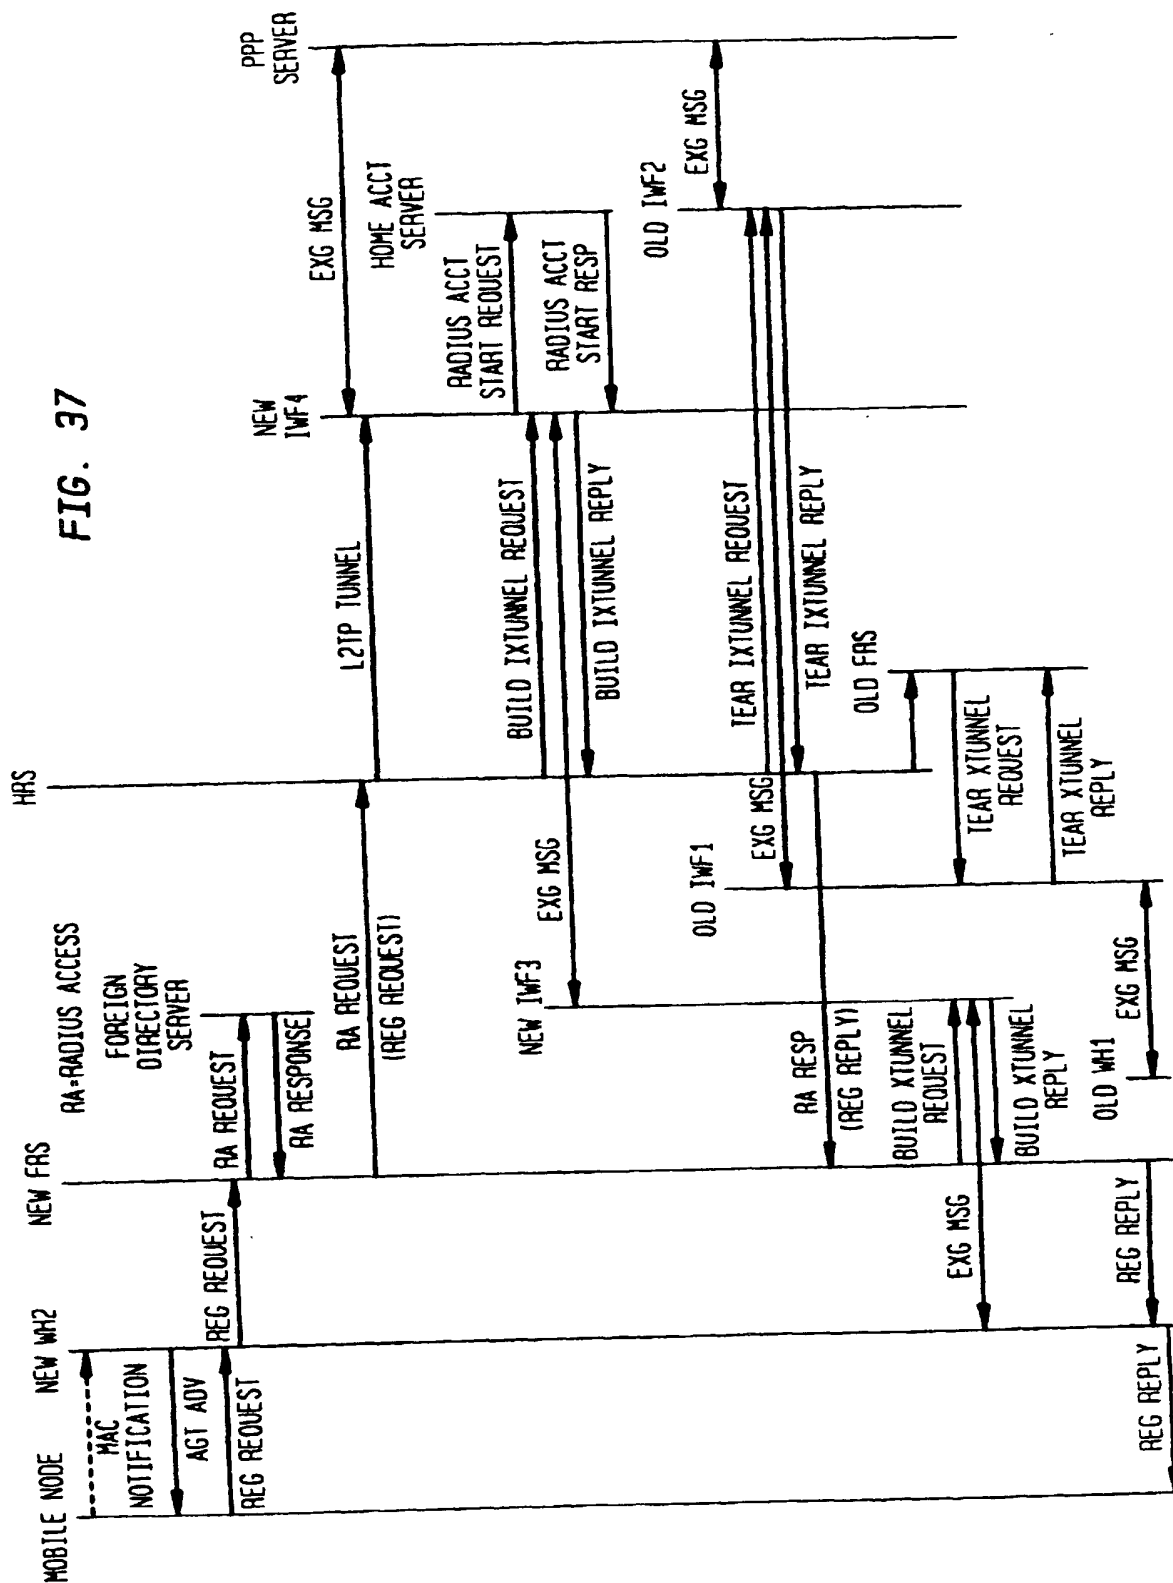 FIG. 37
RA=RADIUS ACCESS
MOBILE NODE
NEW WH2
NEW FRS
FOREIGN
DIRECTORY
SERVER
HRS
NEW
IWF4
HOME ACCT
SERVER
PPP
SERVER
MAC
NOTIFICATION
AGT ADV
REG REQUEST
REG REQUEST
RA REQUEST
RA RESPONSE
RA REQUEST
(REG REQUEST)
L2TP TUNNEL
EXG MSG
RADIUS ACCT
START REQUEST
RADIUS ACCT
START RESP
BUILD IXTUNNEL REQUEST
NEW IWF3
EXG MSG
BUILD IXTUNNEL REPLY
OLD IWF2
EXG MSG
TEAR IXTUNNEL REQUEST
OLD IWF1
EXG MSG
TEAR IXTUNNEL REPLY
RA RESP
(REG REPLY)
OLD FRS
BUILD XTUNNEL
REQUEST
EXG MSG
BUILD XTUNNEL
REPLY
TEAR XTUNNEL
REQUEST
TEAR XTUNNEL
REPLY
OLD WH1
EXG MSG
REG REPLY
REG REPLY